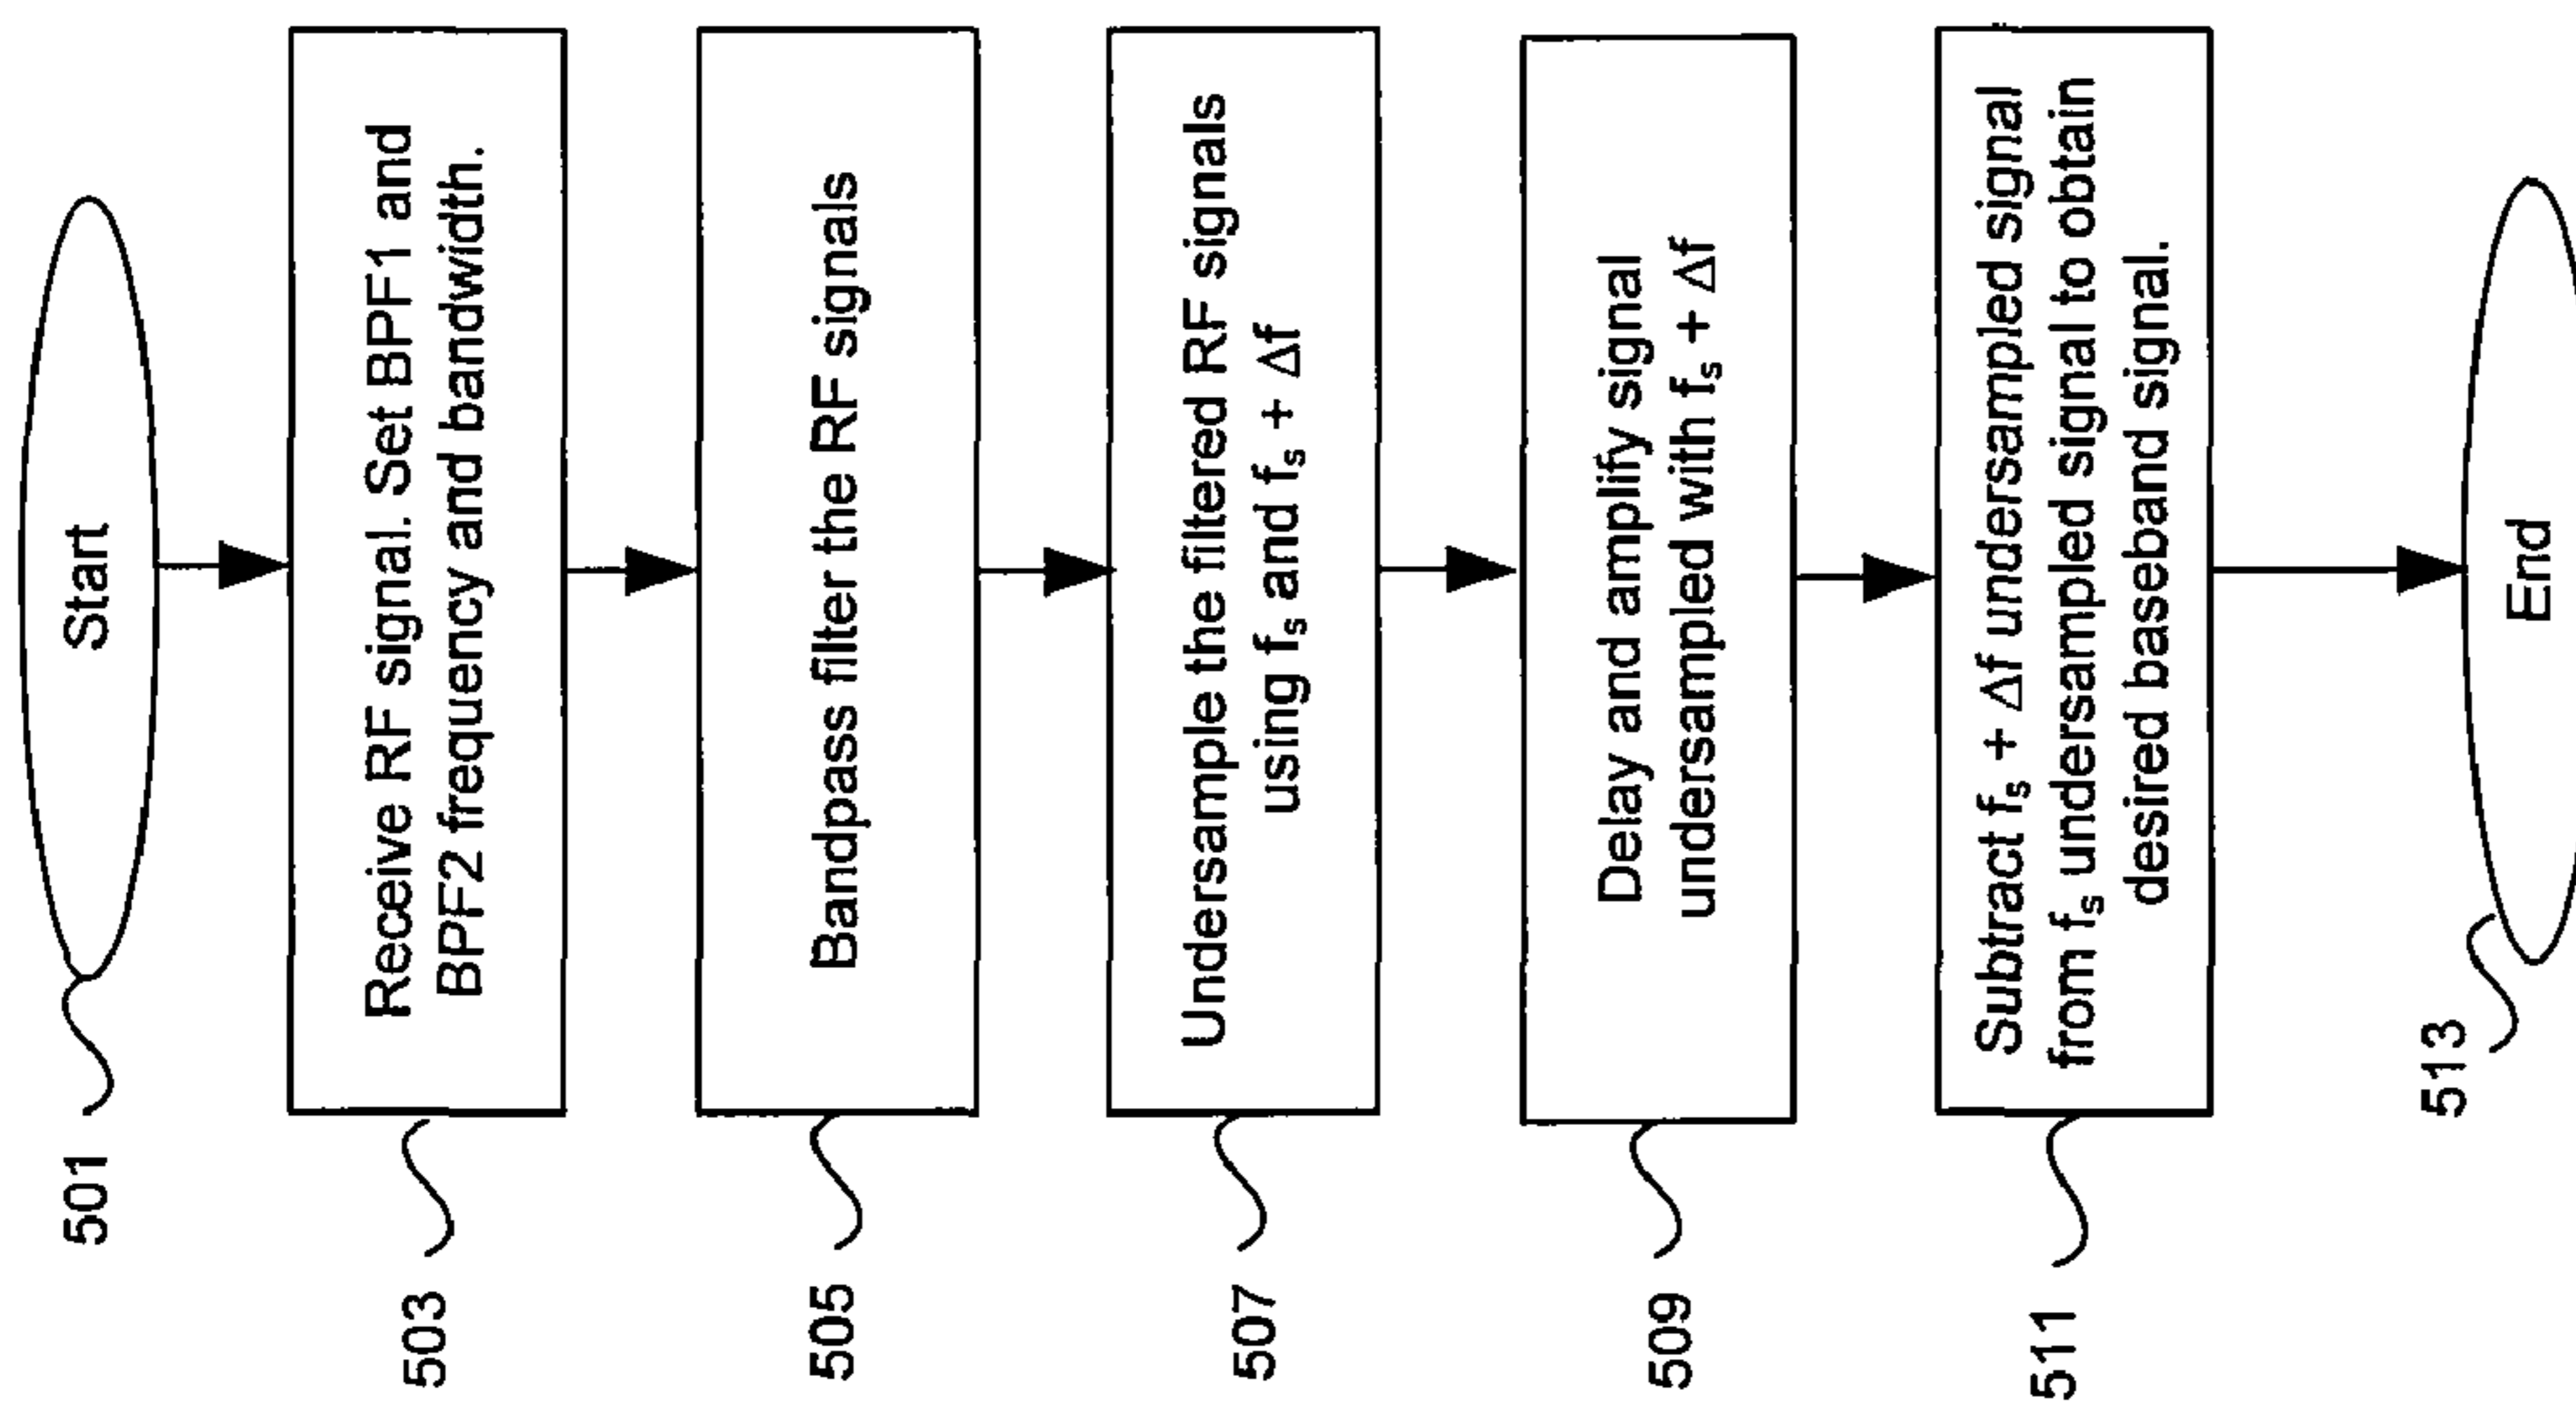 501
Start
503
Receive RF signal. Set BPF1 and
BPF2 frequency and bandwidth.
505
Bandpass filter the RF signals
507
Undersample the filtered RF signals
using fs and fs + Δf
509
Delay and amplify signal
undersampled with fs + Δf
511
Subtract fs + Δf undersampled signal
from fs undersampled signal to obtain
desired baseband signal.
513
End